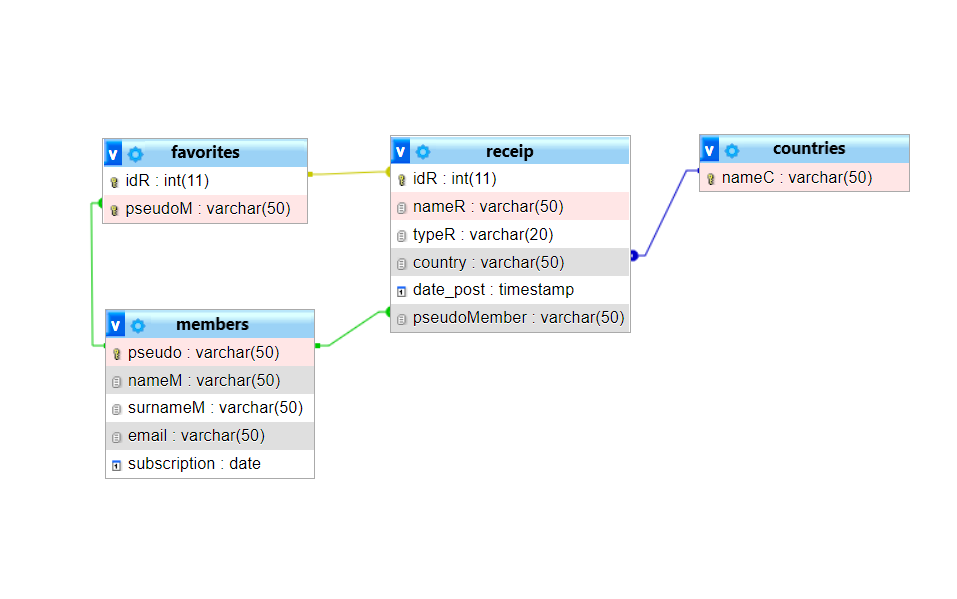 v favorites
idR : int(11)
pseudoM : varchar(50)
v receip
idR : int(11)
nameR : varchar(50)
typeR : varchar(20)
country : varchar(50)
date_post : timestamp
pseudoMember : varchar(50)
v countries
nameC : varchar(50)
v members
pseudo : varchar(50)
nameM : varchar(50)
surnameM : varchar(50)
email : varchar(50)
subscription : date